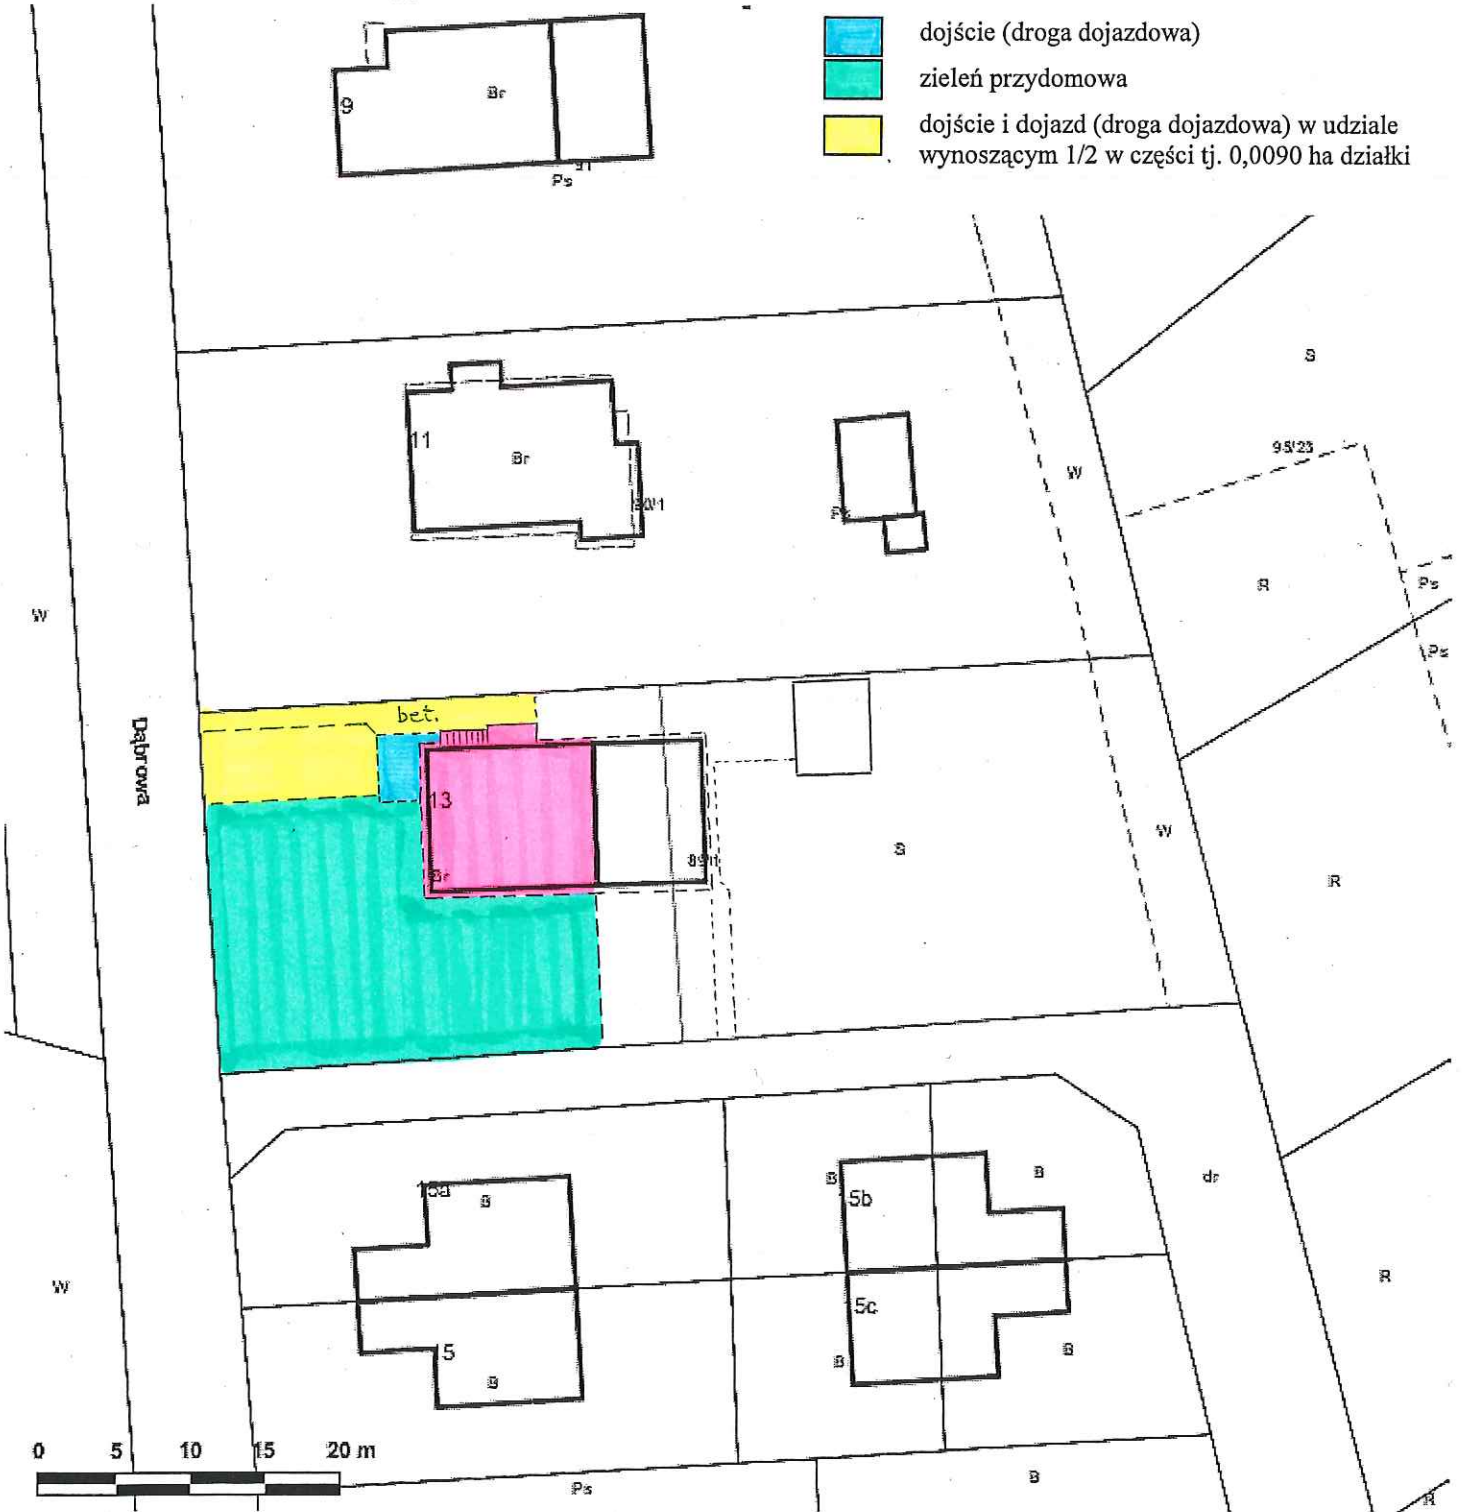 dojście (droga dojazdowa)
zieleń przydomowa
dojście i dojazd (droga dojazdowa) w udziale
wynoszącym 1/2 w części tj. 0,0090 ha działki
9
Br
Ps
S
11
Br
W
95/23
R
Ps
Ps
W
bet.
Dąbrowa
13
Br
S
W
R
B
B
5b
B
dr
W
5c
R
5
B
B
B
0 5 10 15 20 m
Ps
B
R